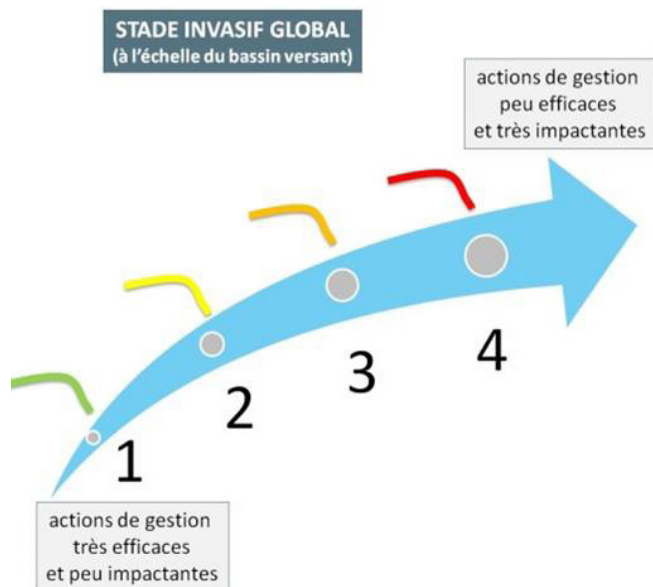 STADE INVASIF GLOBAL
(à l'échelle du bassin versant)
actions de gestion
peu efficaces
et très impactantes
4
3
2
1
actions de gestion
très efficaces
et peu impactantes